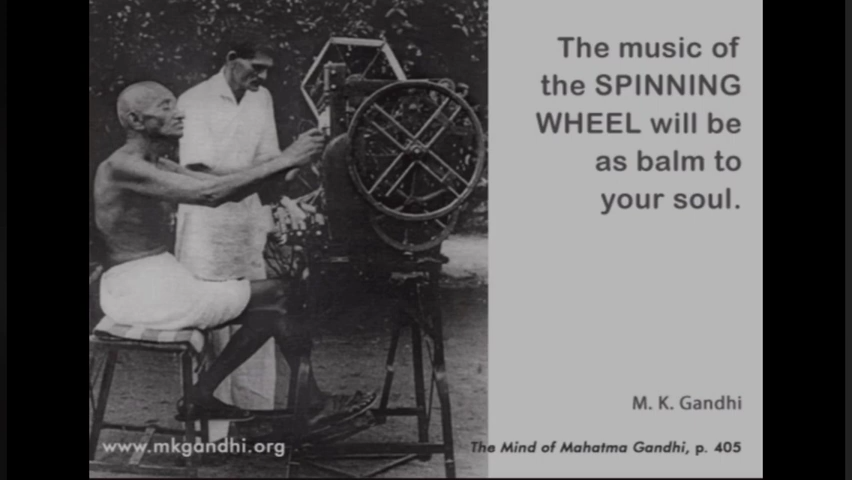 The music of
the SPINNING
WHEEL will be
as balm to
your soul.
M. K. Gandhi
www.mkgandhi.org
The Mind of Mahatma Gandhi, p. 405